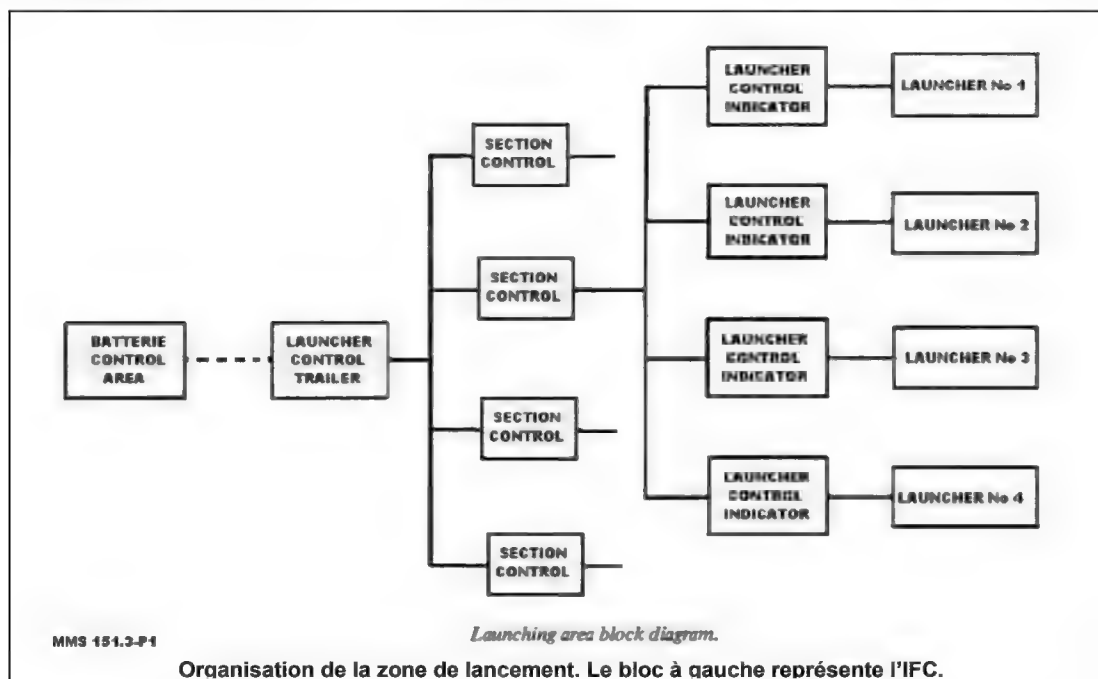 LAUNCHER
CONTROL
INDICATOR
LAUNCHER No 1
SECTION
CONTROL
LAUNCHER
CONTROL
INDICATOR
LAUNCHER No 2
SECTION
CONTROL
BATTERIE
CONTROL
AREA
LAUNCHER
CONTROL
TRAILER
LAUNCHER
CONTROL
INDICATOR
LAUNCHER No 3
SECTION
CONTROL
LAUNCHER
CONTROL
INDICATOR
LAUNCHER No 4
SECTION
CONTROL
MMS 151.3-P1
Launching area block diagram.
Organisation de la zone de lancement. Le bloc à gauche représente l'IFC.